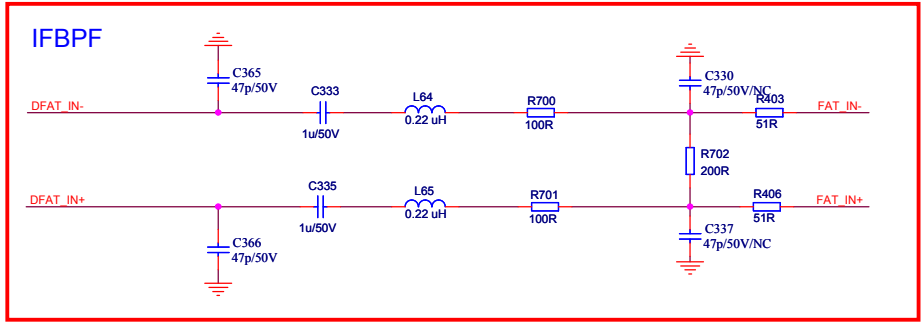 IFBPF
C365
47p/50V
C333
1u/50V
L64
0.22 uH
R700
100R
C330
47p/50V/NC
R403
51R
DFAT_IN-
FAT_IN-
R702
200R
DFAT_IN+
C335
1u/50V
L65
0.22 uH
R701
100R
R406
51R
FAT_IN+
C366
47p/50V
C337
47p/50V/NC